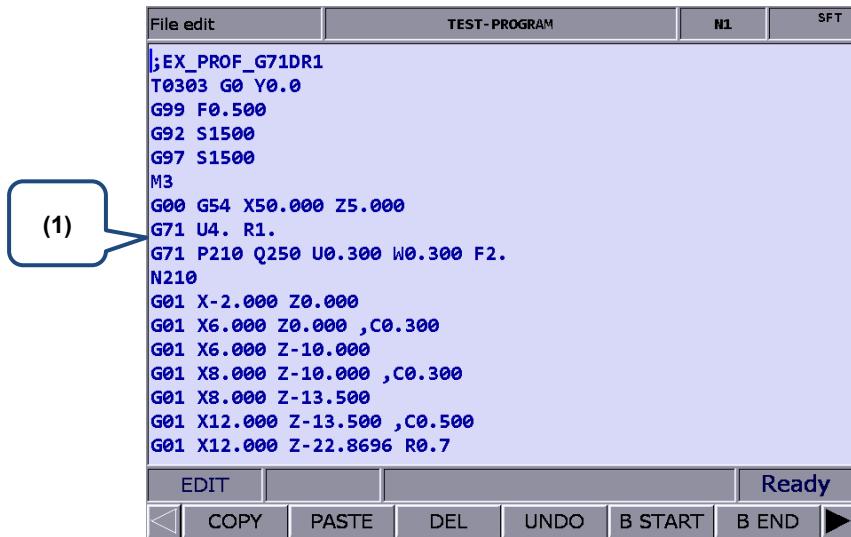 File edit TEST-PROGRAM N1 SFT
;EX_PROF_G71DR1
T0303 G0 Y0.0
G99 F0.500
G92 S1500
G97 S1500
M3
G00 G54 X50.000 Z5.000
(1)
G71 U4. R1.
G71 P210 Q250 U0.300 W0.300 F2.
N210
G01 X-2.000 Z0.000
G01 X6.000 Z0.000 ,C0.300
G01 X6.000 Z-10.000
G01 X8.000 Z-10.000 ,C0.300
G01 X8.000 Z-13.500
G01 X12.000 Z-13.500 ,C0.500
G01 X12.000 Z-22.8696 R0.7
EDIT Ready
COPY PASTE DEL UNDO B START B END